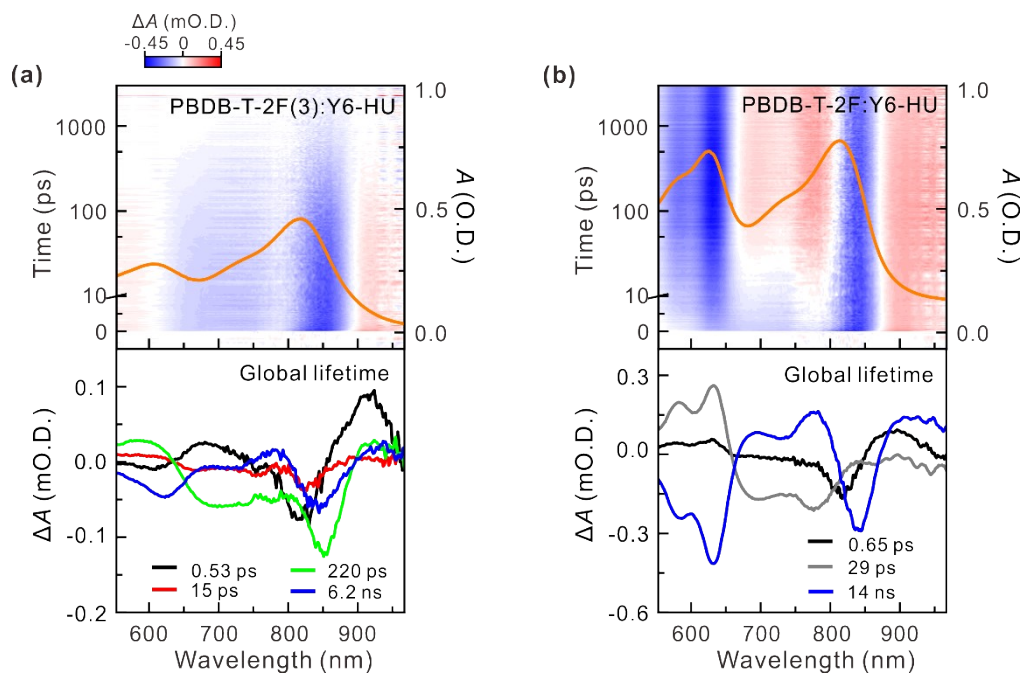 ΔA (mO.D.)
-0.45 0 0.45
(a)
PBDB-T-2F(3):Y6-HU
1000
100
10
0
Time (ps)
1.0
0.5
0.0
A (O.D.)
Global lifetime
0.1
0.0
-0.1
-0.2
ΔA (mO.D.)
0.53 ps
15 ps
220 ps
6.2 ns
600 700 800 900
Wavelength (nm)
(b)
PBDB-T-2F:Y6-HU
1000
100
10
0
Time (ps)
1.0
0.5
0.0
A (O.D.)
Global lifetime
0.3
0.0
-0.3
-0.6
ΔA (mO.D.)
0.65 ps
29 ps
14 ns
600 700 800 900
Wavelength (nm)